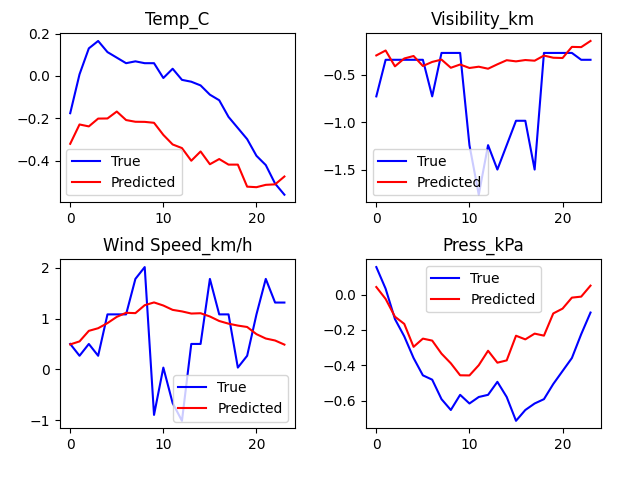 Temp_C
0.2
0.0
−0.2
−0.4
True
Predicted
0
10
20
Visibility_km
−0.5
−1.0
−1.5
True
Predicted
0
10
20
Wind Speed_km/h
2
1
0
−1
True
Predicted
0
10
20
Press_kPa
0.0
−0.2
−0.4
−0.6
True
Predicted
0
10
20